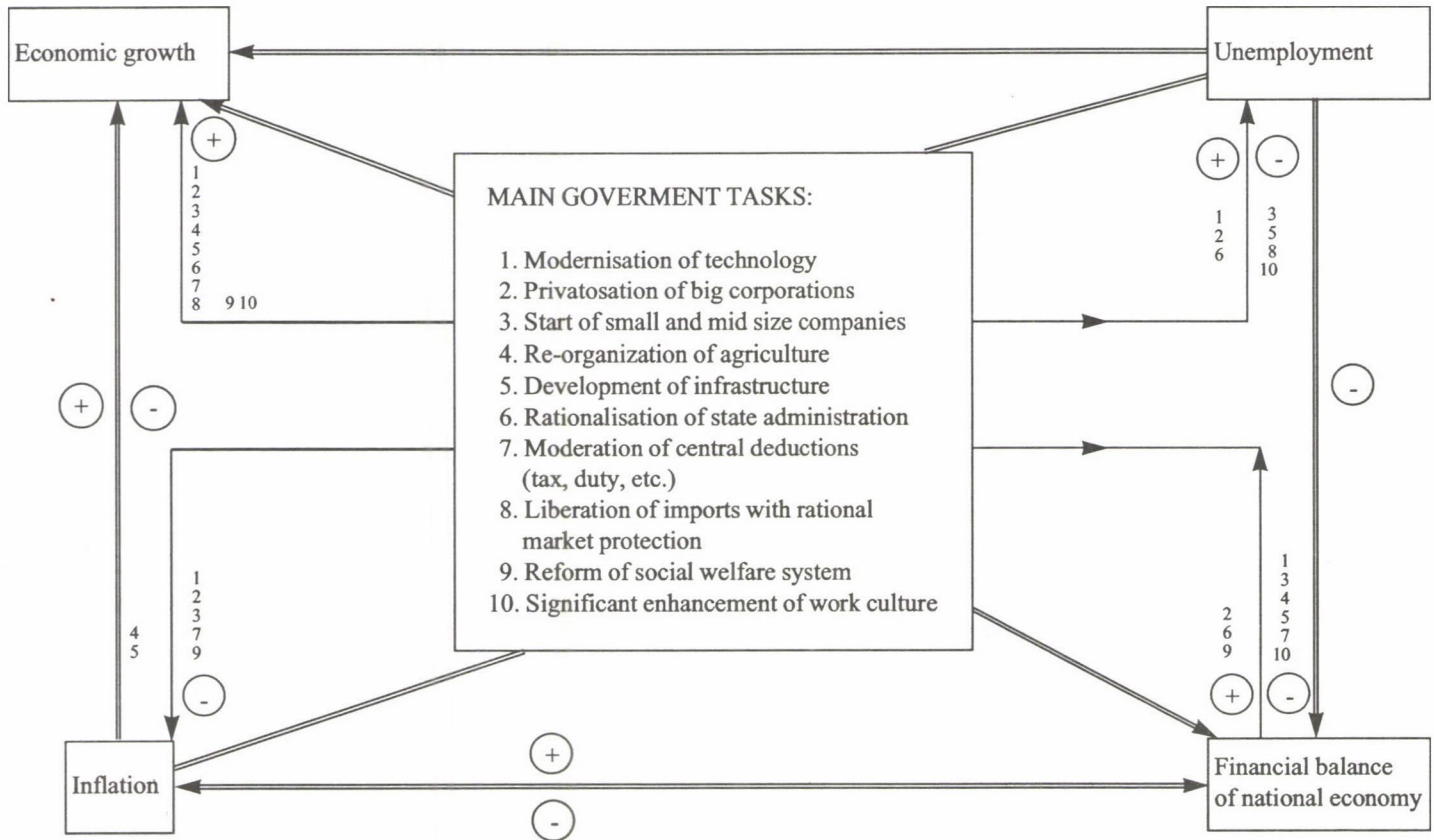 Economic growth
Unemployment
+
1
2
3
4
5
6
7
8 9 10
+ -
1
2
6
3
5
8
10
MAIN GOVERMENT TASKS:
1. Modernisation of technology
2. Privatosation of big corporations
3. Start of small and mid size companies
4. Re-organization of agriculture
5. Development of infrastructure
6. Rationalisation of state administration
7. Moderation of central deductions
(tax, duty, etc.)
8. Liberation of imports with rational
market protection
9. Reform of social welfare system
10. Significant enhancement of work culture
+ -
-
4
5
1
2
3
7
9
-
2
6
9
+
1
3
4
5
7
10
-
Inflation
+
-
Financial balance
of national economy